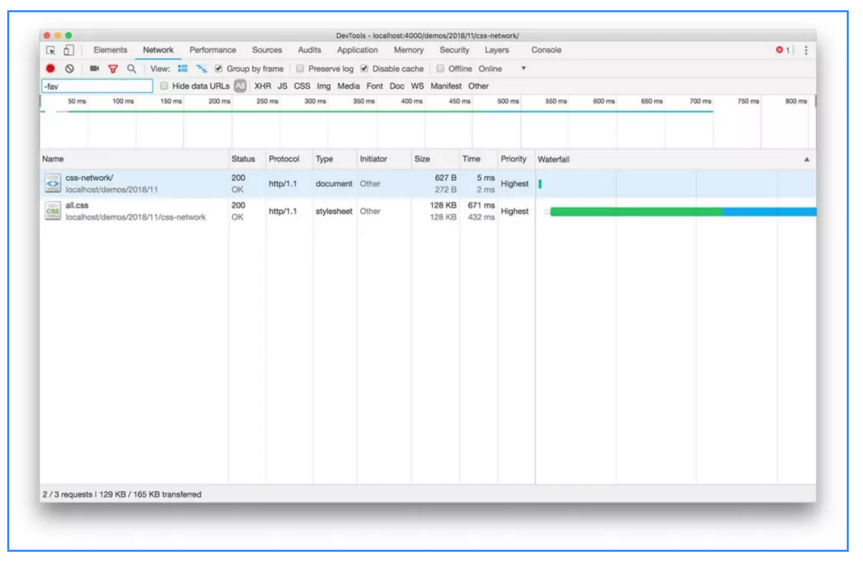 DevTools - localhost:4000/demos/2018/11/css-network/
Elements Network Performance Sources Audits Application Memory Security Layers Console 1
View: Group by frame Preserve log Disable cache Offline Online
-fav Hide data URLs All XHR JS CSS Img Media Font Doc WS Manifest Other
50 ms 100 ms 150 ms 200 ms 250 ms 300 ms 350 ms 400 ms 450 ms 500 ms 550 ms 600 ms 650 ms 700 ms 750 ms 800 ms
Name Status Protocol Type Initiator Size Time Priority Waterfall
css-network/ 200 627 B 5 ms
http/1.1 document Other Highest
localhost/demos/2018/11 OK 272 B 2 ms
all.css 200 128 KB 671 ms
CSS http/1.1 stylesheet Other Highest
localhost/demos/2018/11/css-network OK 128 KB 432 ms
2 / 3 requests | 129 KB / 165 KB transferred